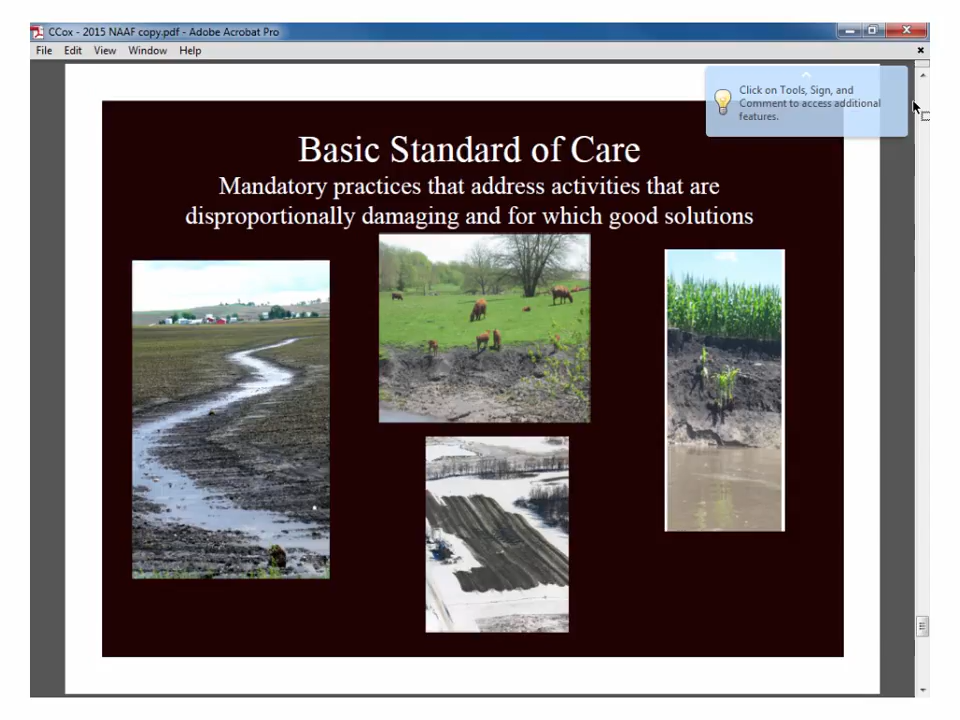 CCox - 2015 NAAF copy.pdf - Adobe Acrobat Pro
File Edit View Window Help
Click on Tools, Sign, and
Comment to access additional
features.
Basic Standard of Care
Mandatory practices that address activities that are
disproportionally damaging and for which good solutions